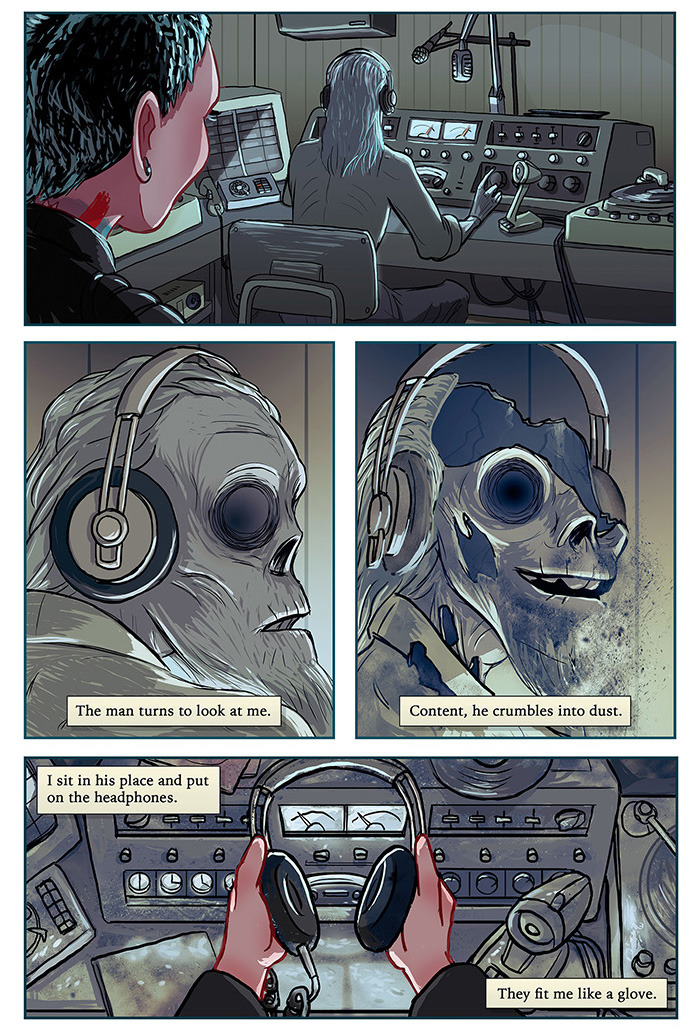 The man turns to look at me.
Content, he crumbles into dust.
I sit in his place and put
on the headphones.
They fit me like a glove.